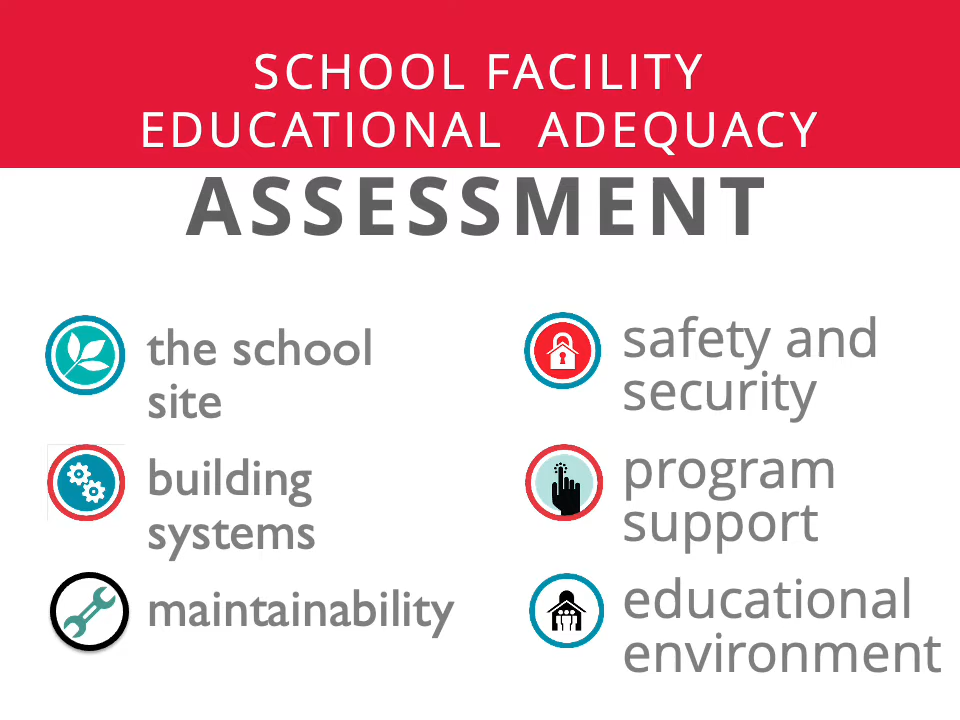 SCHOOL FACILITY
EDUCATIONAL ADEQUACY
ASSESSMENT
the school
site
building
systems
maintainability
safety and
security
program
support
educational
environment